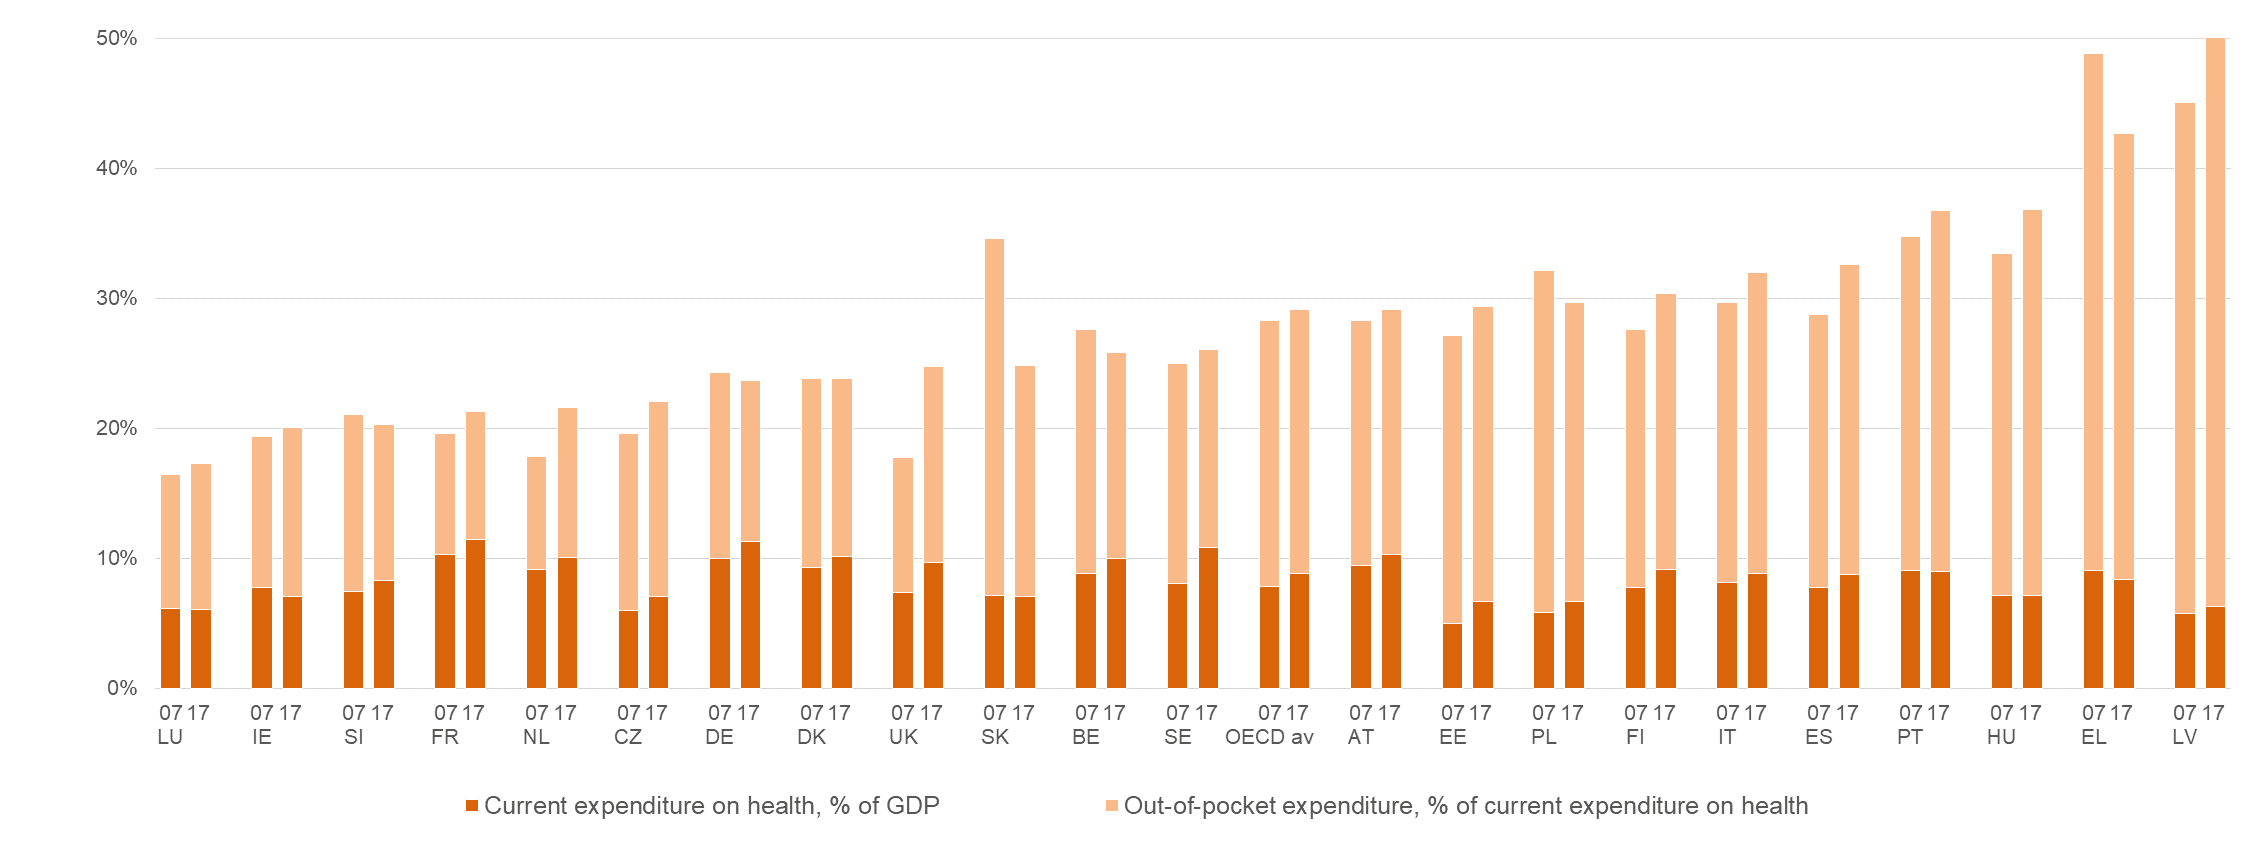 50%
40%
30%
20%
10%
0%
07 17 07 17 07 17 07 17 07 17 07 17 07 17 07 17 07 17 07 17 07 17 07 17 07 17 07 17 07 17 07 17 07 17 07 17 07 17 07 17 07 17 07 17 07 17
LU IE SI FR NL CZ DE DK UK SK BE SE OECD av AT EE PL FI IT ES PT HU EL LV
Current expenditure on health, % of GDP Out-of-pocket expenditure, % of current expenditure on health